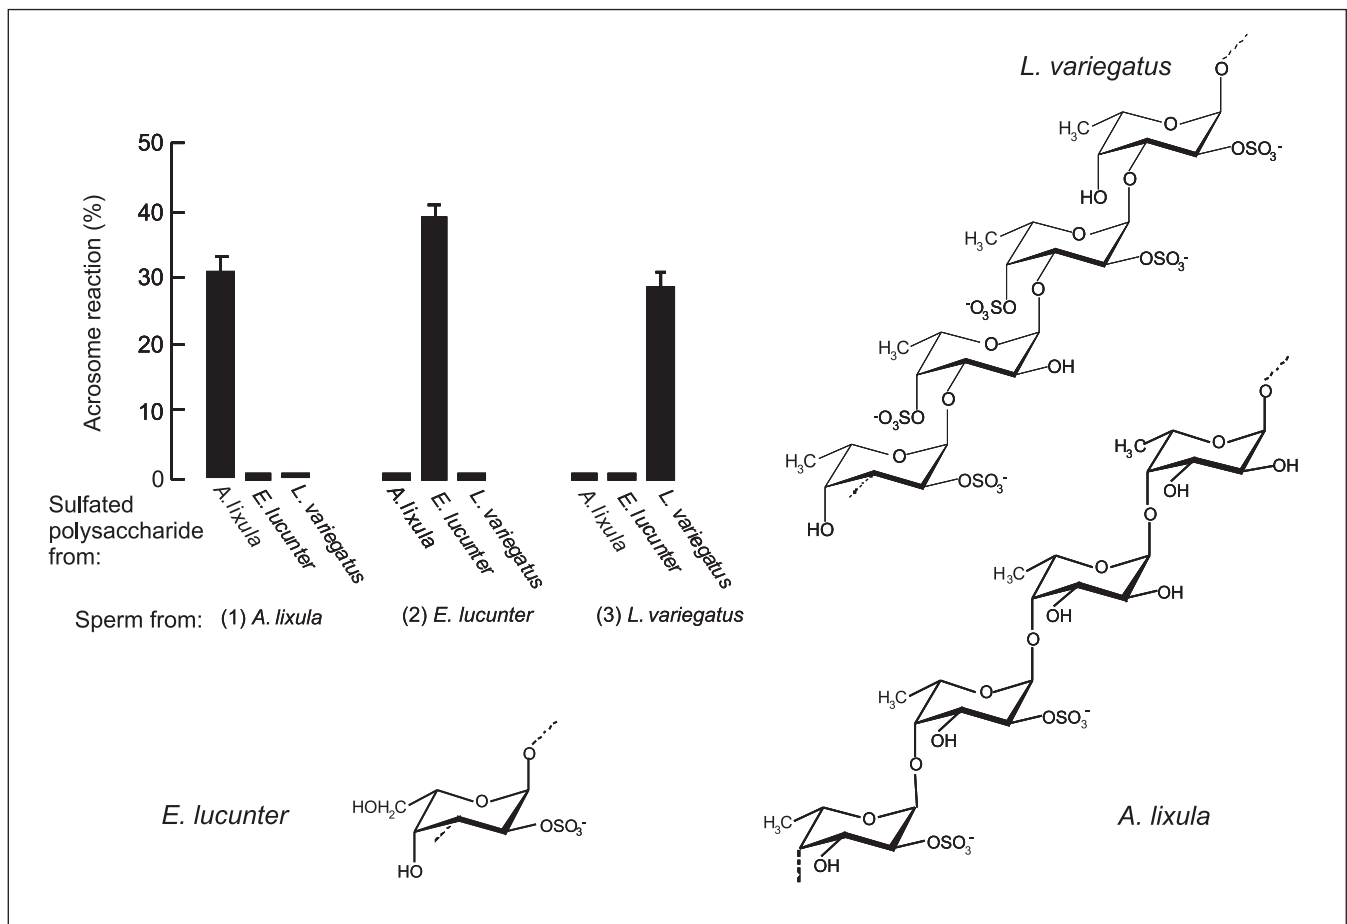 50
40
30
20
10
0
Acrosome reaction (%)
Sulfated
polysaccharide
from:
A. lixula
E. lucunter
L. variegatus
A. lixula
E. lucunter
L. variegatus
A. lixula
E. lucunter
L. variegatus
Sperm from: (1) A. lixula (2) E. lucunter (3) L. variegatus
L. variegatus
O
H₃C
O
OSO₃⁻
HO
O
H₃C
O
OSO₃⁻
⁻O₃SO
O
H₃C
O
OH
⁻O₃SO
O
H₃C
O
OSO₃⁻
HO
O
H₃C
O
OH
OH
O
H₃C
O
OH
OH
O
H₃C
O
OSO₃⁻
OH
O
H₃C
O
OSO₃⁻
OH
A. lixula
E. lucunter
O
HOH₂C
O
OSO₃⁻
HO